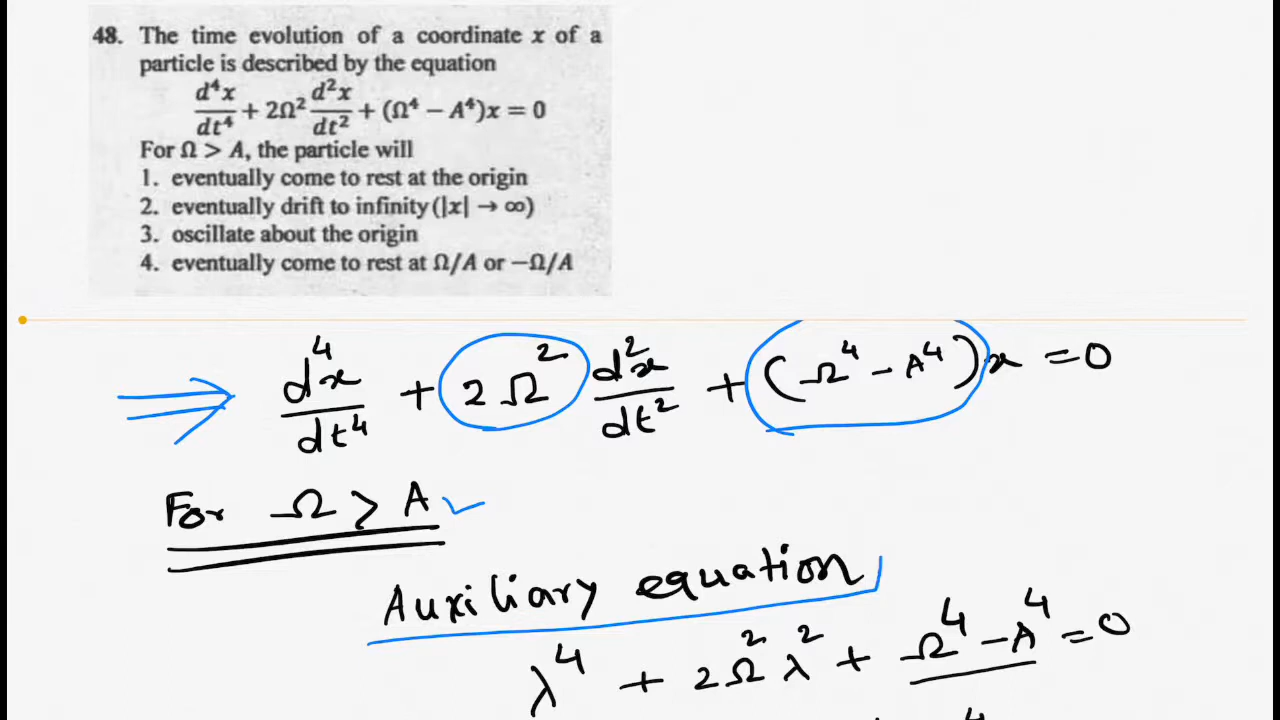 48. The time evolution of a coordinate x of a
particle is described by the equation
d⁴x/dt⁴ + 2Ω² d²x/dt² + (Ω⁴ − A⁴)x = 0
For Ω > A, the particle will
1. eventually come to rest at the origin
2. eventually drift to infinity (|x| → ∞)
3. oscillate about the origin
4. eventually come to rest at Ω/A or −Ω/A
⇒ d⁴x/dt⁴ + 2Ω² d²x/dt² + (Ω⁴ − A⁴)x = 0
For Ω > A ✓
Auxiliary equation
λ⁴ + 2Ω²λ² + Ω⁴ − A⁴ = 0